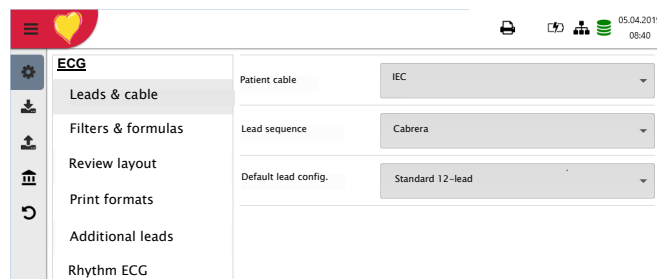 05.04.2019
08:40
ECG
Leads & cable
Filters & formulas
Review layout
Print formats
Additional leads
Rhythm ECG
Patient cable
IEC
Lead sequence
Cabrera
Default lead config.
Standard 12-lead